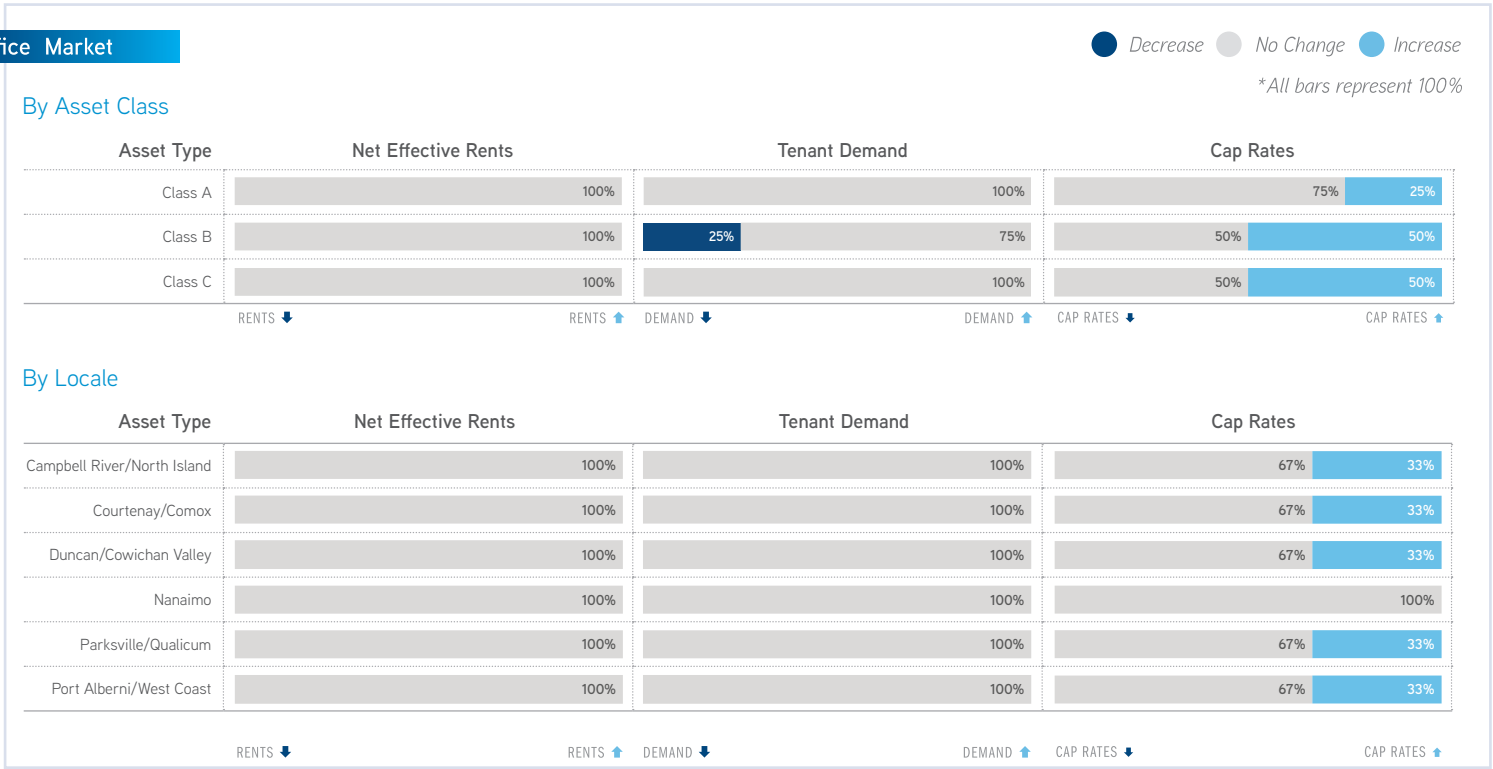 fice Market
Decrease No Change Increase
*All bars represent 100%
By Asset Class
Asset Type Net Effective Rents Tenant Demand Cap Rates
Class A 100% 100% 75% 25%
Class B 100% 25% 75% 50% 50%
Class C 100% 100% 50% 50%
RENTS RENTS DEMAND DEMAND CAP RATES CAP RATES
By Locale
Asset Type Net Effective Rents Tenant Demand Cap Rates
Campbell River/North Island 100% 100% 67% 33%
Courtenay/Comox 100% 100% 67% 33%
Duncan/Cowichan Valley 100% 100% 67% 33%
Nanaimo 100% 100% 100%
Parksville/Qualicum 100% 100% 67% 33%
Port Alberni/West Coast 100% 100% 67% 33%
RENTS RENTS DEMAND DEMAND CAP RATES CAP RATES